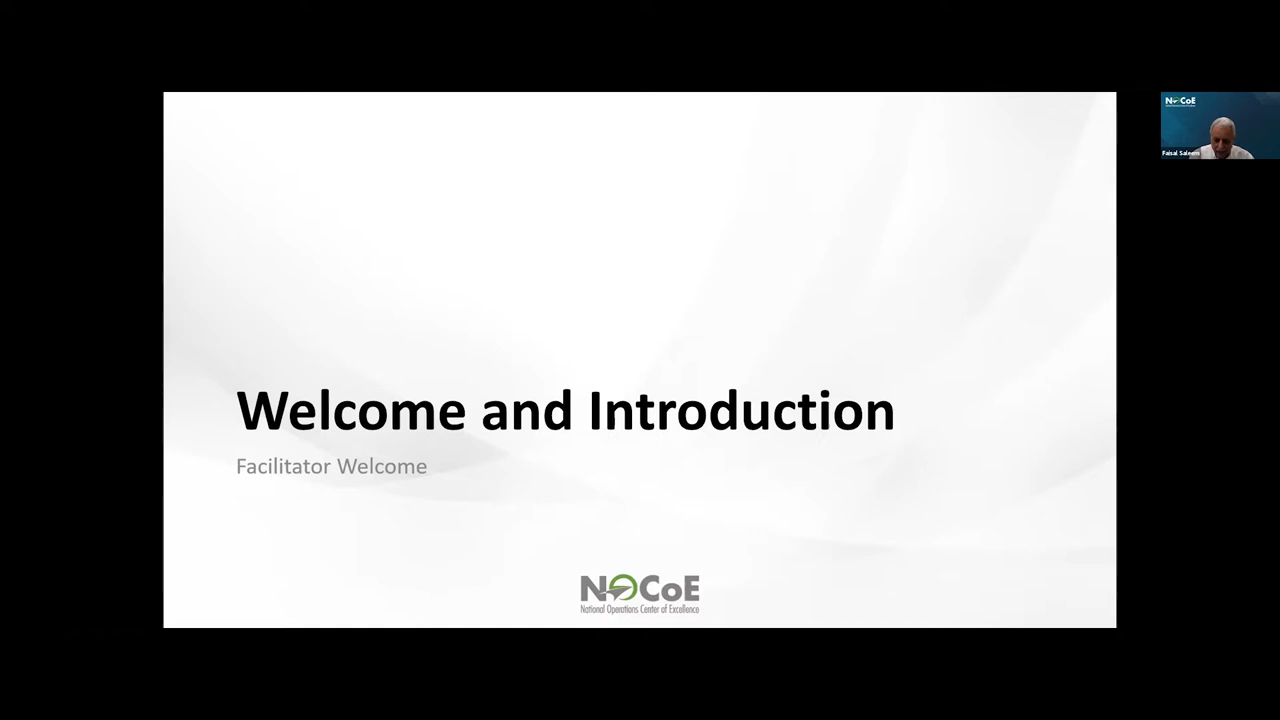 Welcome and Introduction
Facilitator Welcome
NOCoE
National Operations Center of Excellence
NOCoE
Faisal Saleem